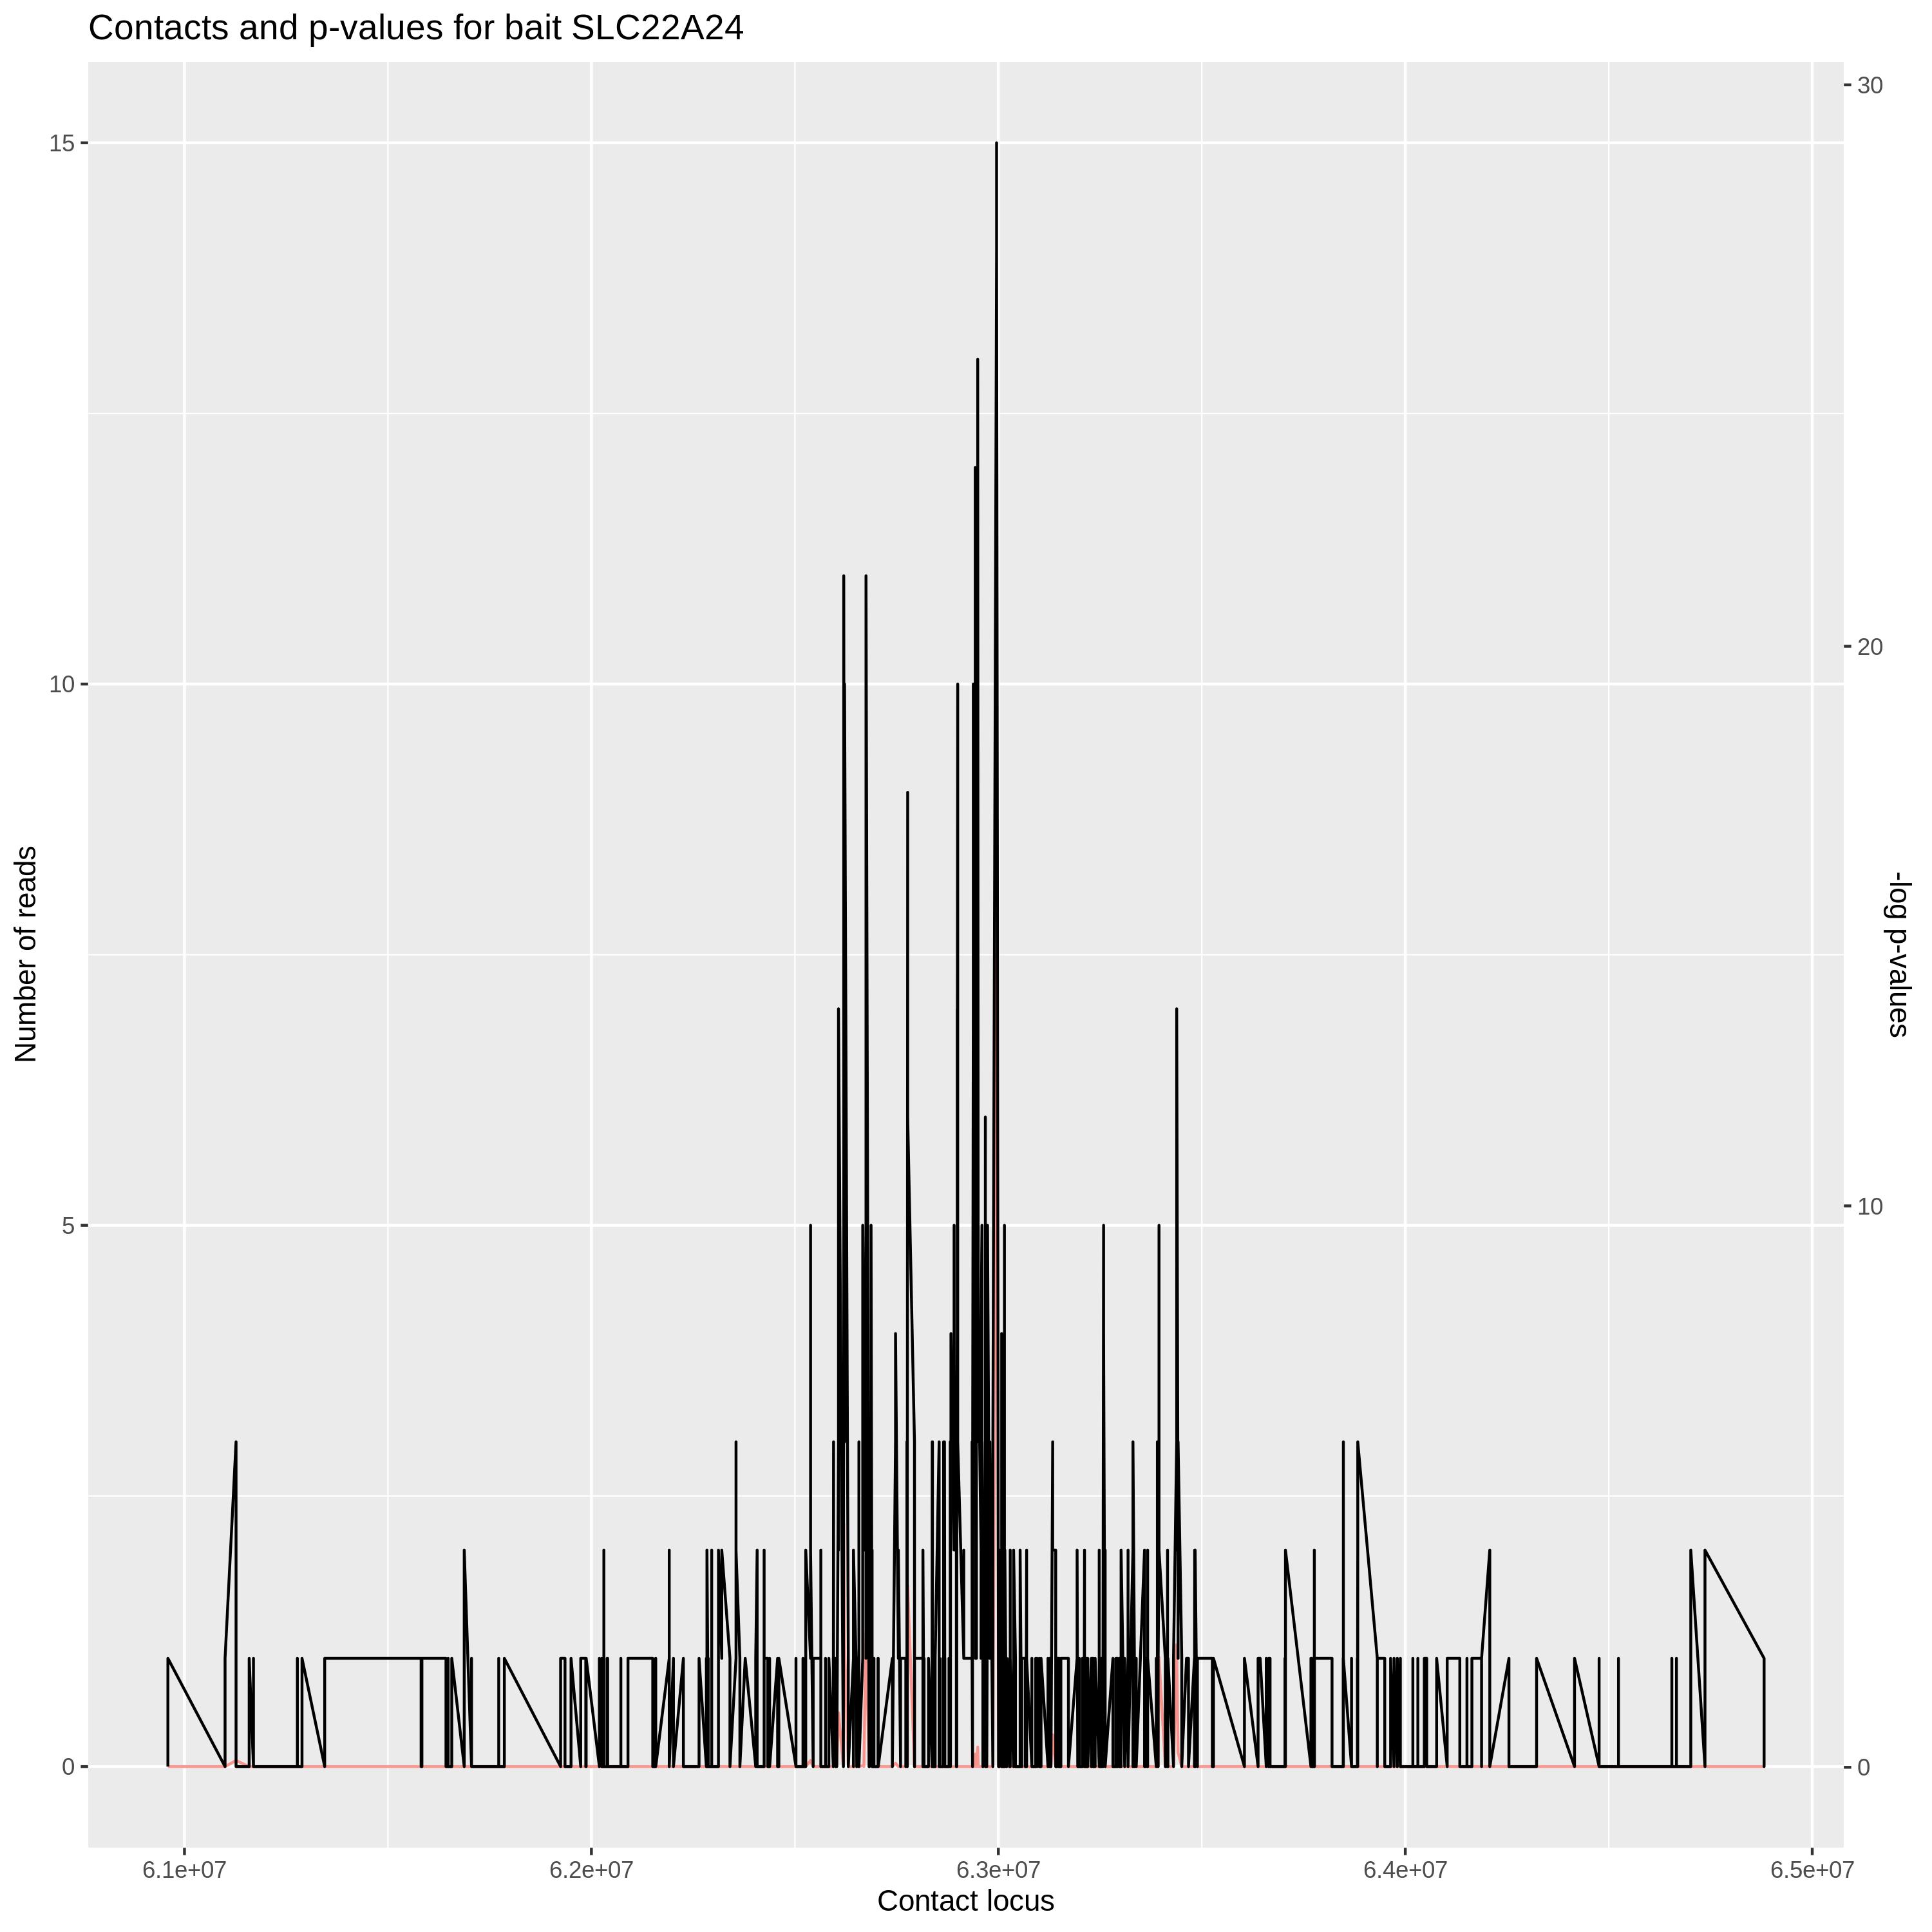 Contacts and p-values for bait SLC22A24
30
15
20
10
10
5
0
0
Number of reads
-log p-values
6.1e+07 6.2e+07 6.3e+07 6.4e+07 6.5e+07
Contact locus